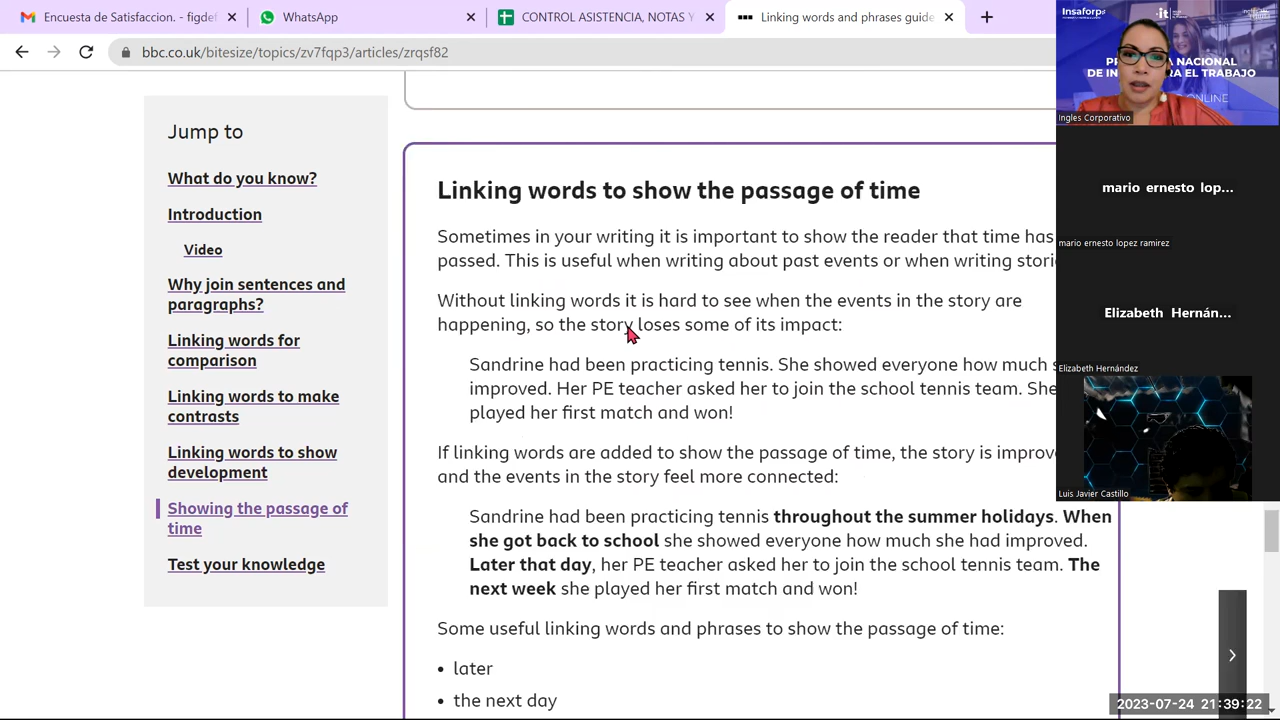 Encuesta de Satisfaccion. - figdef
WhatsApp
CONTROL ASISTENCIA. NOTAS Y
Linking words and phrases guide
bbc.co.uk/bitesize/topics/zv7fqp3/articles/zrqsf82
Jump to
What do you know?
Introduction
Video
Why join sentences and
paragraphs?
Linking words for
comparison
Linking words to make
contrasts
Linking words to show
development
Showing the passage of
time
Test your knowledge
Linking words to show the passage of time
Sometimes in your writing it is important to show the reader that time has
passed. This is useful when writing about past events or when writing stori
Without linking words it is hard to see when the events in the story are
happening, so the story loses some of its impact:
Sandrine had been practicing tennis. She showed everyone how much s
improved. Her PE teacher asked her to join the school tennis team. She
played her first match and won!
If linking words are added to show the passage of time, the story is improve
and the events in the story feel more connected:
Sandrine had been practicing tennis throughout the summer holidays. When
she got back to school she showed everyone how much she had improved.
Later that day, her PE teacher asked her to join the school tennis team. The
next week she played her first match and won!
Some useful linking words and phrases to show the passage of time:
• later
• the next day
Insaforp
NACIONAL
DE IN
RA EL TRABAJO
ONLINE
Ingles Corporativo
mario ernesto lop...
mario ernesto lopez ramirez
Elizabeth Hernán...
Elizabeth Hernández
Luis Javier Castillo
2023-07-24 21:39:22